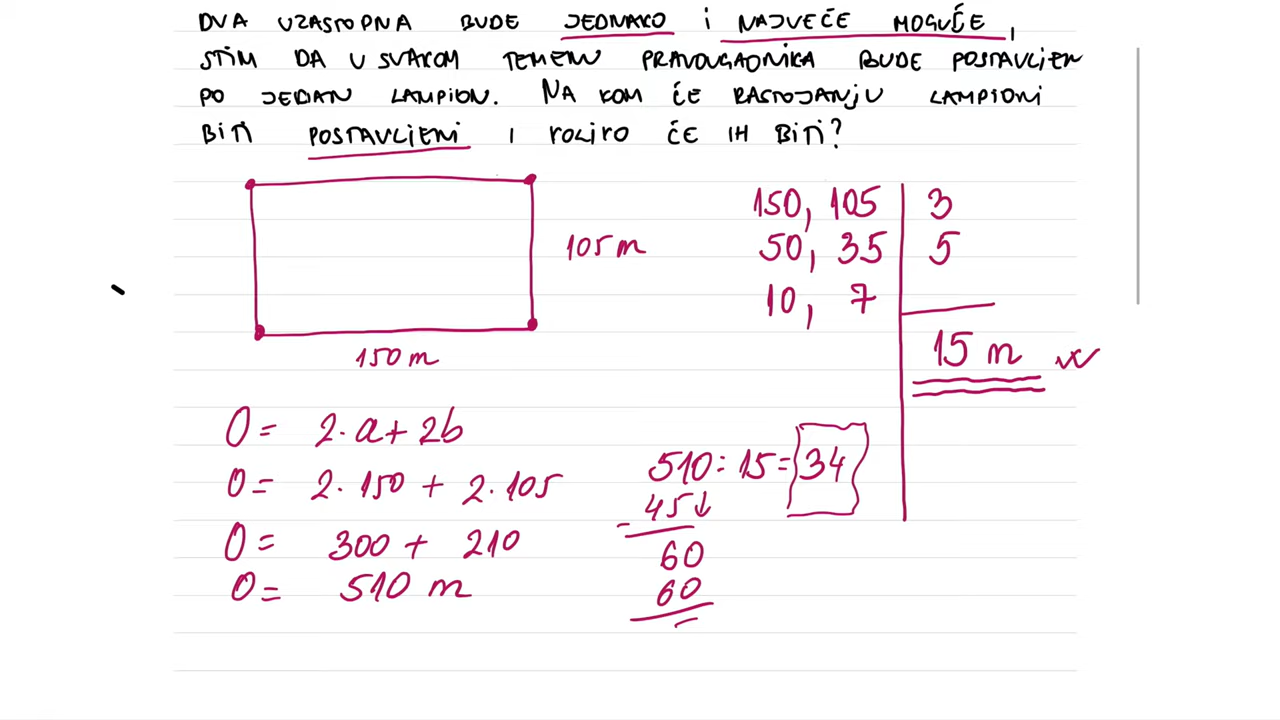 DVA UZASTOPNA BUDE JEDNAKO I NAJVEĆE MOGUĆE,
STIM DA U SVAKOM TEMENU PRAVOUGAONIKA BUDE POSTAVLJEN
PO JEDAN LAMPION. NA KOM ĆE RASTOJANJU LAMPIONI
BITI POSTAVLJENI I KOLIKO ĆE IH BITI?
150, 105 | 3
105 m
50, 35 | 5
10, 7
150 m
15 m
O = 2·a + 2b
510 : 15 = 34
O = 2·150 + 2·105
- 45↓
O = 300 + 210
60
O = 510 m
60